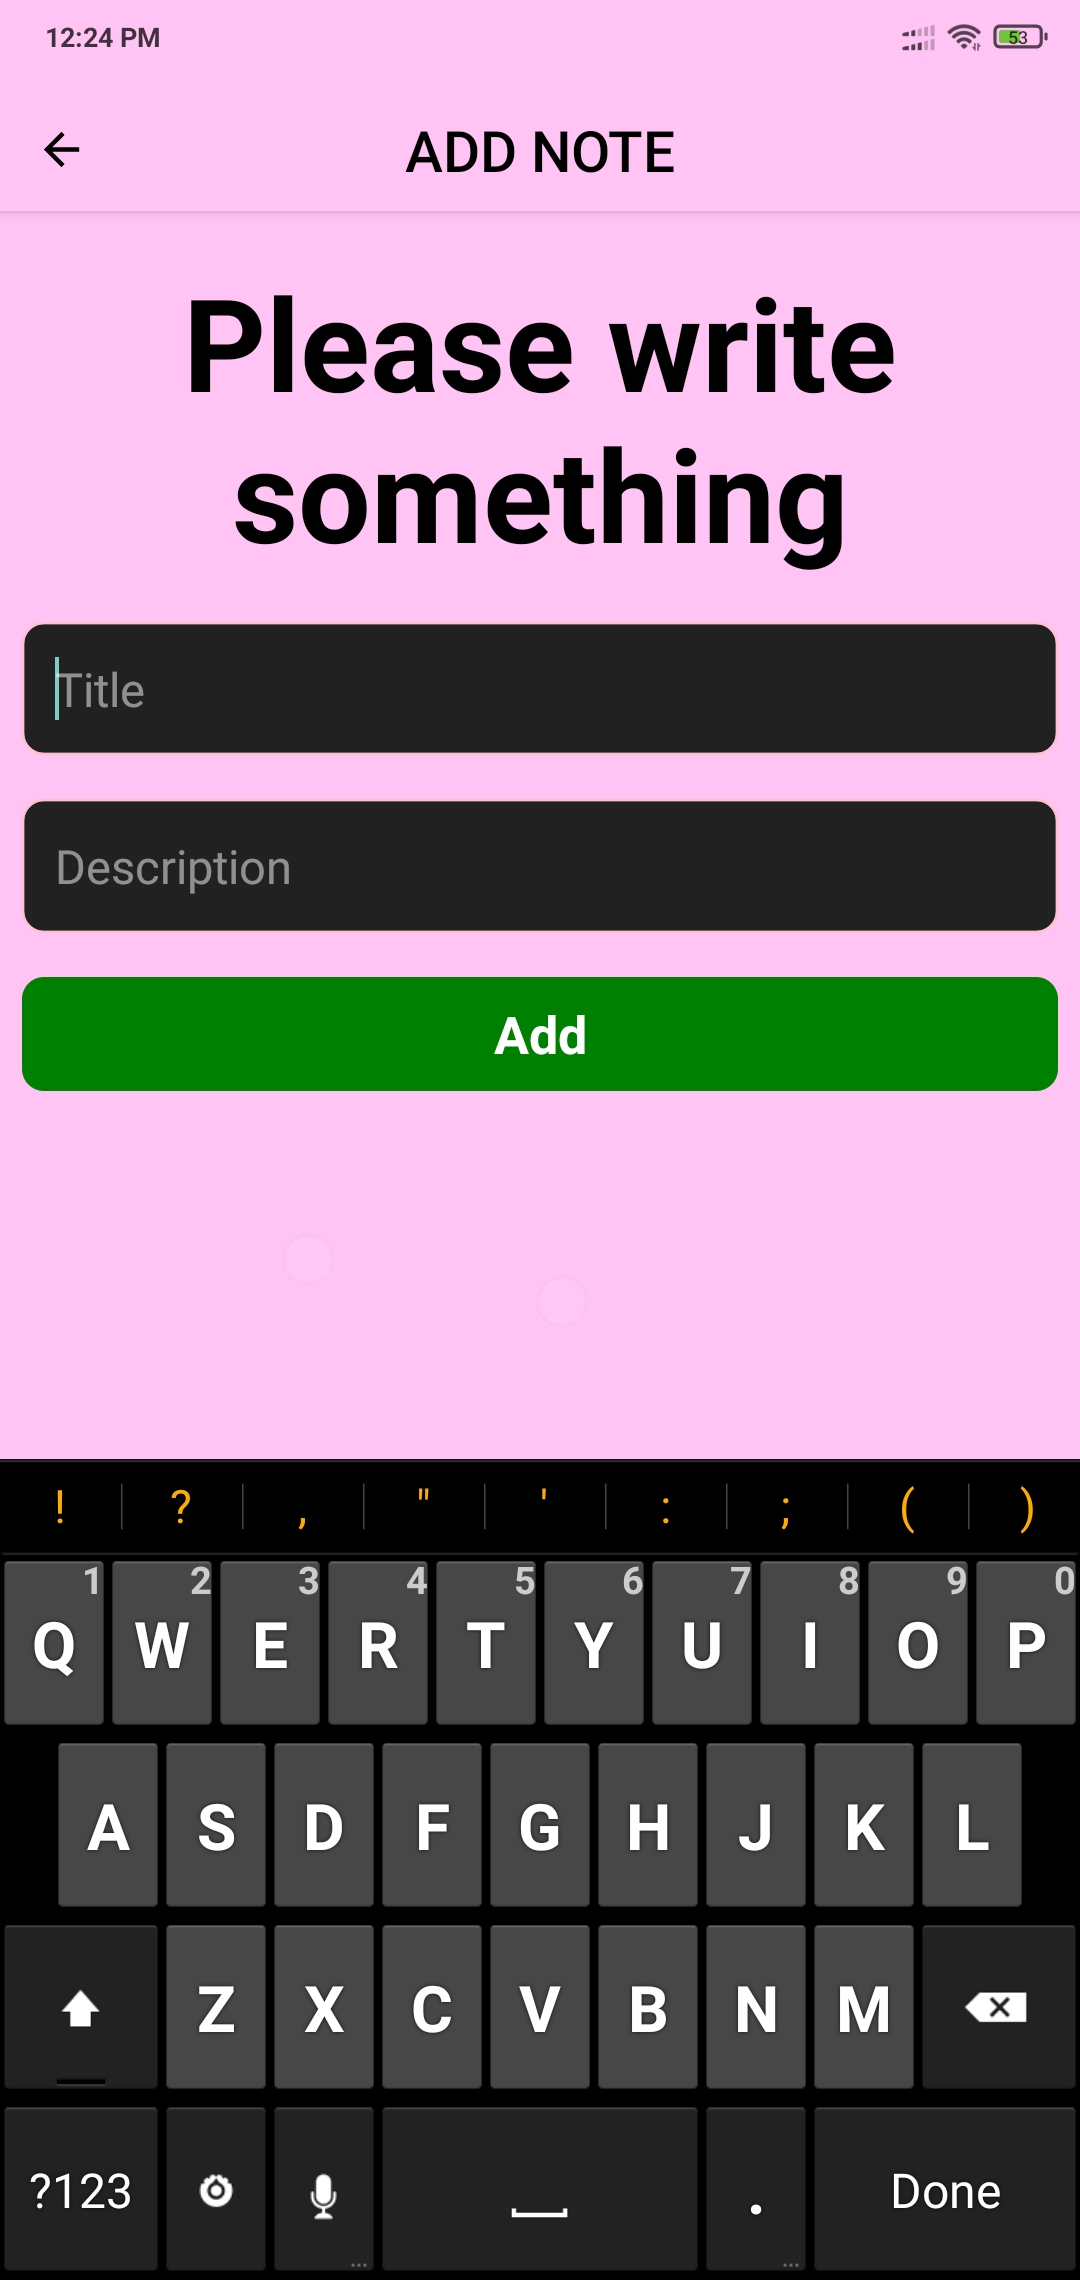 12:24 PM 53
ADD NOTE
Please write
something
Title
Description
Add
! ? , " ' : ; ( )
1 2 3 4 5 6 7 8 9 0
Q W E R T Y U I O P
A S D F G H J K L
Z X C V B N M
?123 . Done